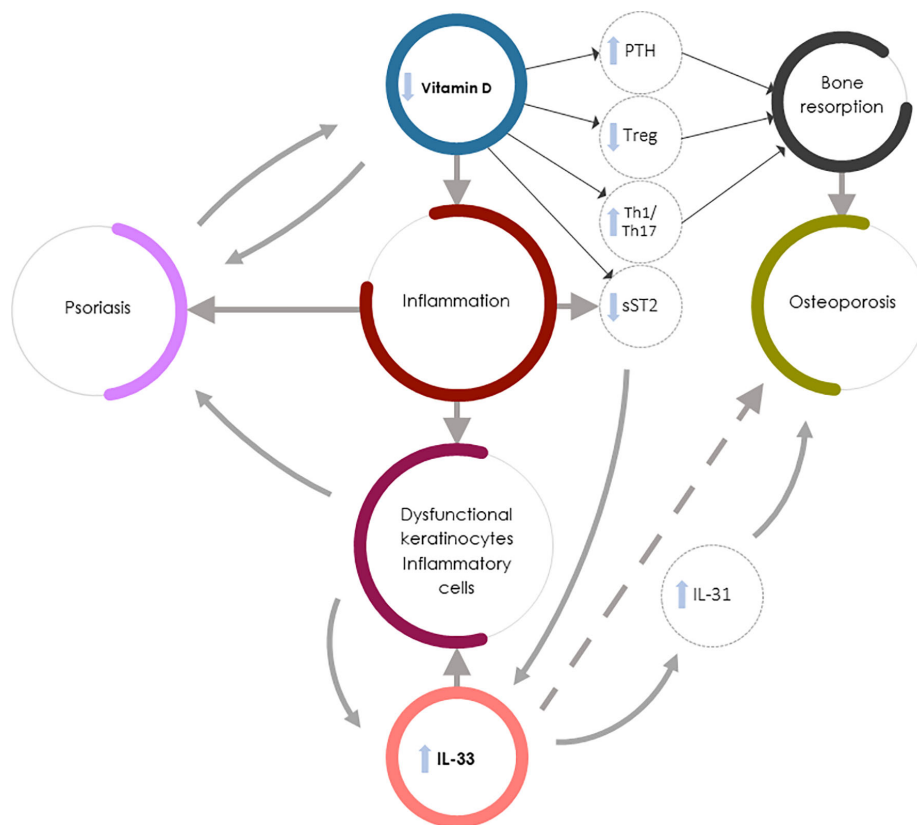 Vitamin D
PTH
Bone
resorption
Treg
Th1/
Th17
Psoriasis
Inflammation
sST2
Osteoporosis
Dysfunctional
keratinocytes
Inflammatory
cells
IL-31
IL-33